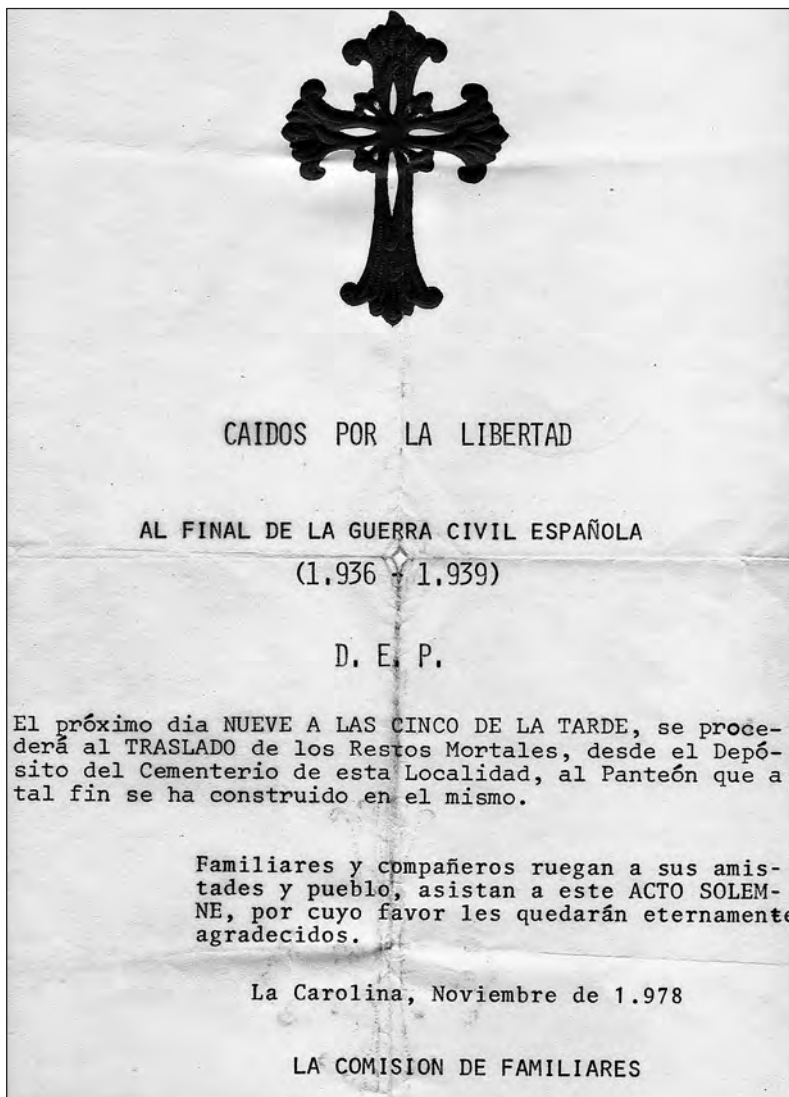 CAIDOS POR LA LIBERTAD
AL FINAL DE LA GUERRA CIVIL ESPAÑOLA
(1.936 - 1.939)
D. E. P.
El próximo dia NUEVE A LAS CINCO DE LA TARDE, se proce-
derá al TRASLADO de los Restos Mortales, desde el Depó-
sito del Cementerio de esta Localidad, al Panteón que a
tal fin se ha construido en el mismo.
Familiares y compañeros ruegan a sus amis-
tades y pueblo, asistan a este ACTO SOLEM-
NE, por cuyo favor les quedarán eternamente
agradecidos.
La Carolina, Noviembre de 1.978
LA COMISION DE FAMILIARES